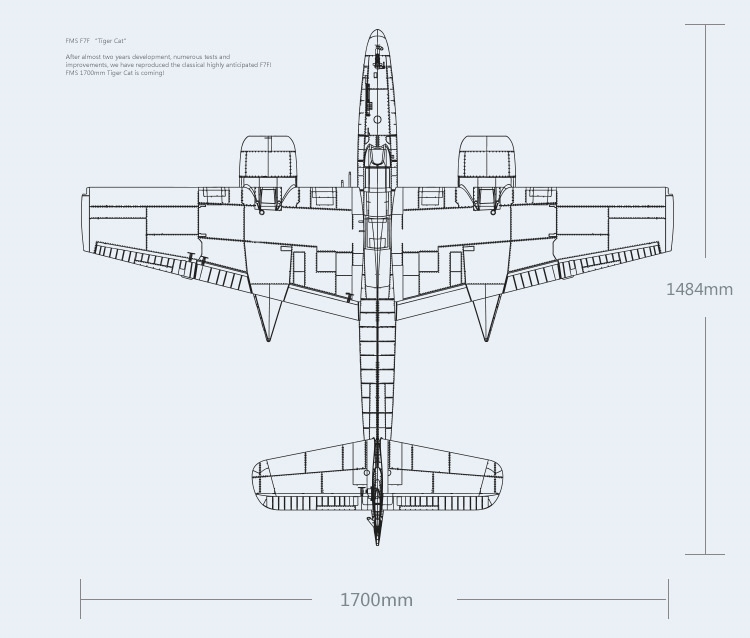 FMS F7F "Tiger Cat"
After almost two years development, numerous tests and
improvements, we have reproduced the classical highly anticipated F7F!
FMS 1700mm Tiger Cat is coming!
1484mm
1700mm